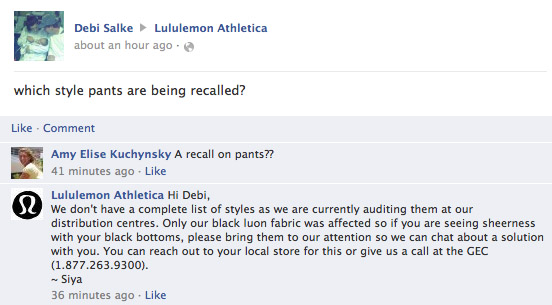 Debi Salke ▶ Lululemon Athletica
about an hour ago ·
which style pants are being recalled?
Like · Comment
Amy Elise Kuchynsky A recall on pants??
41 minutes ago · Like
Lululemon Athletica Hi Debi,
We don't have a complete list of styles as we are currently auditing them at our
distribution centres. Only our black luon fabric was affected so if you are seeing sheerness
with your black bottoms, please bring them to our attention so we can chat about a solution
with you. You can reach out to your local store for this or give us a call at the GEC
(1.877.263.9300).
~ Siya
36 minutes ago · Like